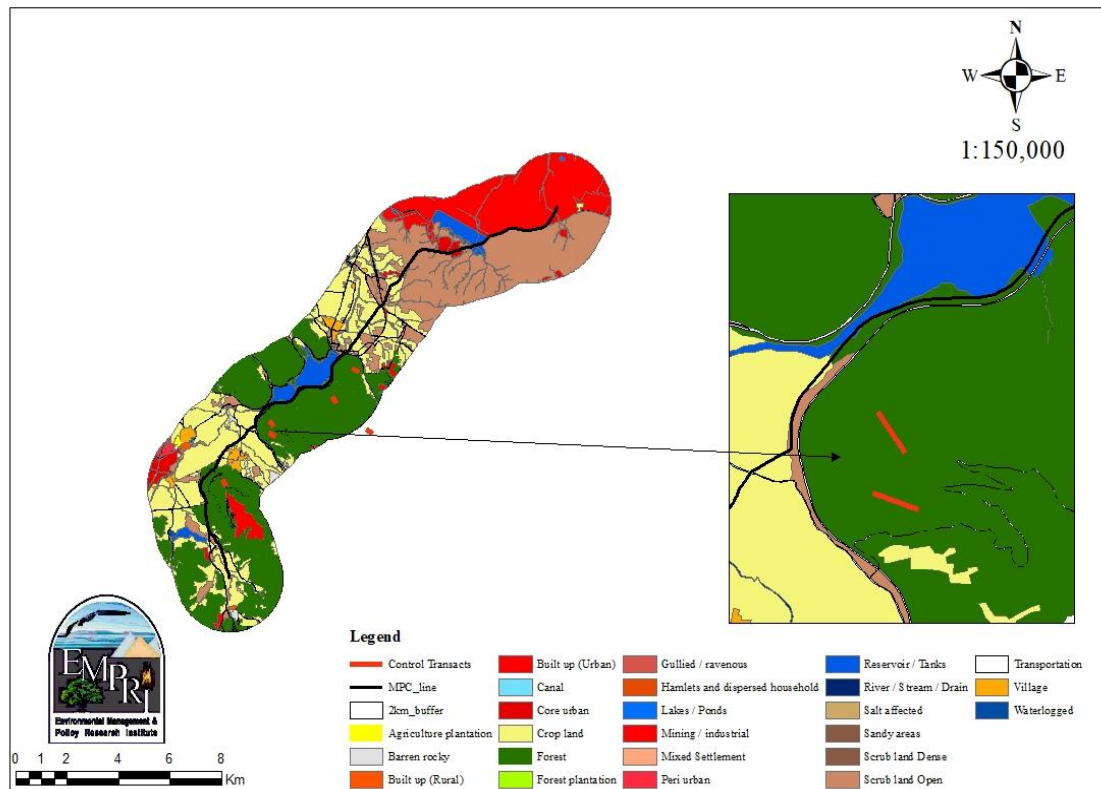 N
W E
S
1:150,000
EMPRI
Environmental Management &
Policy Research Institute
0 1 2 4 6 8
Km
Legend
Control Transacts
MPC_line
2km_buffer
Agriculture plantation
Barren rocky
Built up (Rural)
Built up (Urban)
Canal
Core urban
Crop land
Forest
Forest plantation
Gullied / ravenous
Hamlets and dispersed household
Lakes / Ponds
Mining / industrial
Mixed Settlement
Peri urban
Reservoir / Tanks
River / Stream / Drain
Salt affected
Sandy areas
Scrub land Dense
Scrub land Open
Transportation
Village
Waterlogged